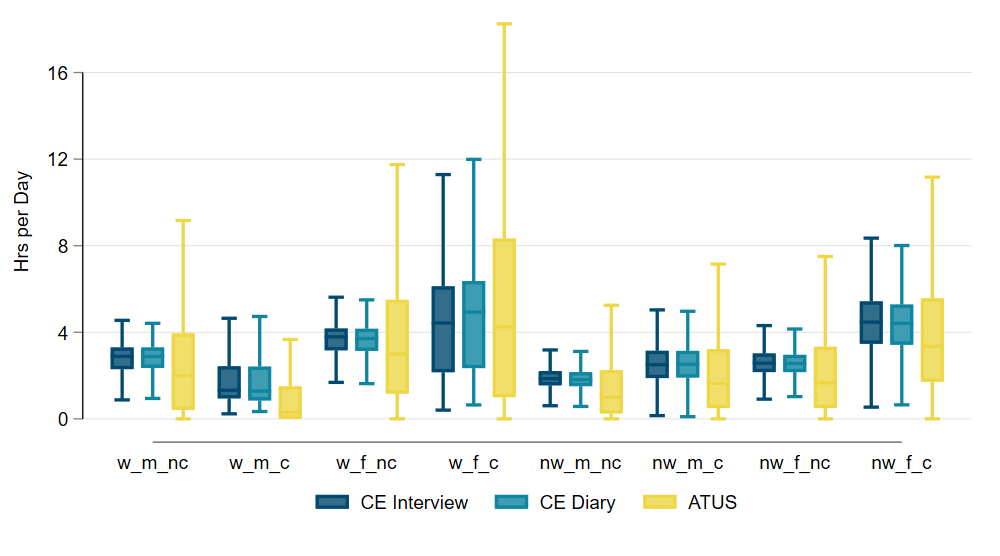 16
12
8
4
0
Hrs per Day
w_m_nc w_m_c w_f_nc w_f_c nw_m_nc nw_m_c nw_f_nc nw_f_c
CE Interview CE Diary ATUS